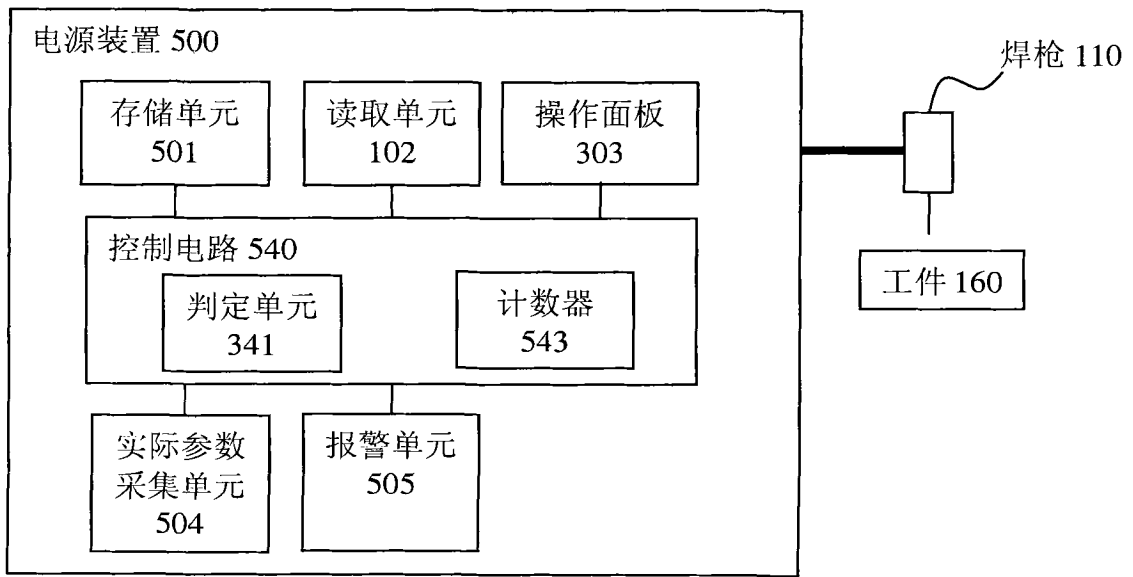 电源装置 500
焊枪 110
存储单元
501
读取单元
102
操作面板
303
控制电路 540
判定单元
341
计数器
543
工件 160
实际参数
采集单元
504
报警单元
505